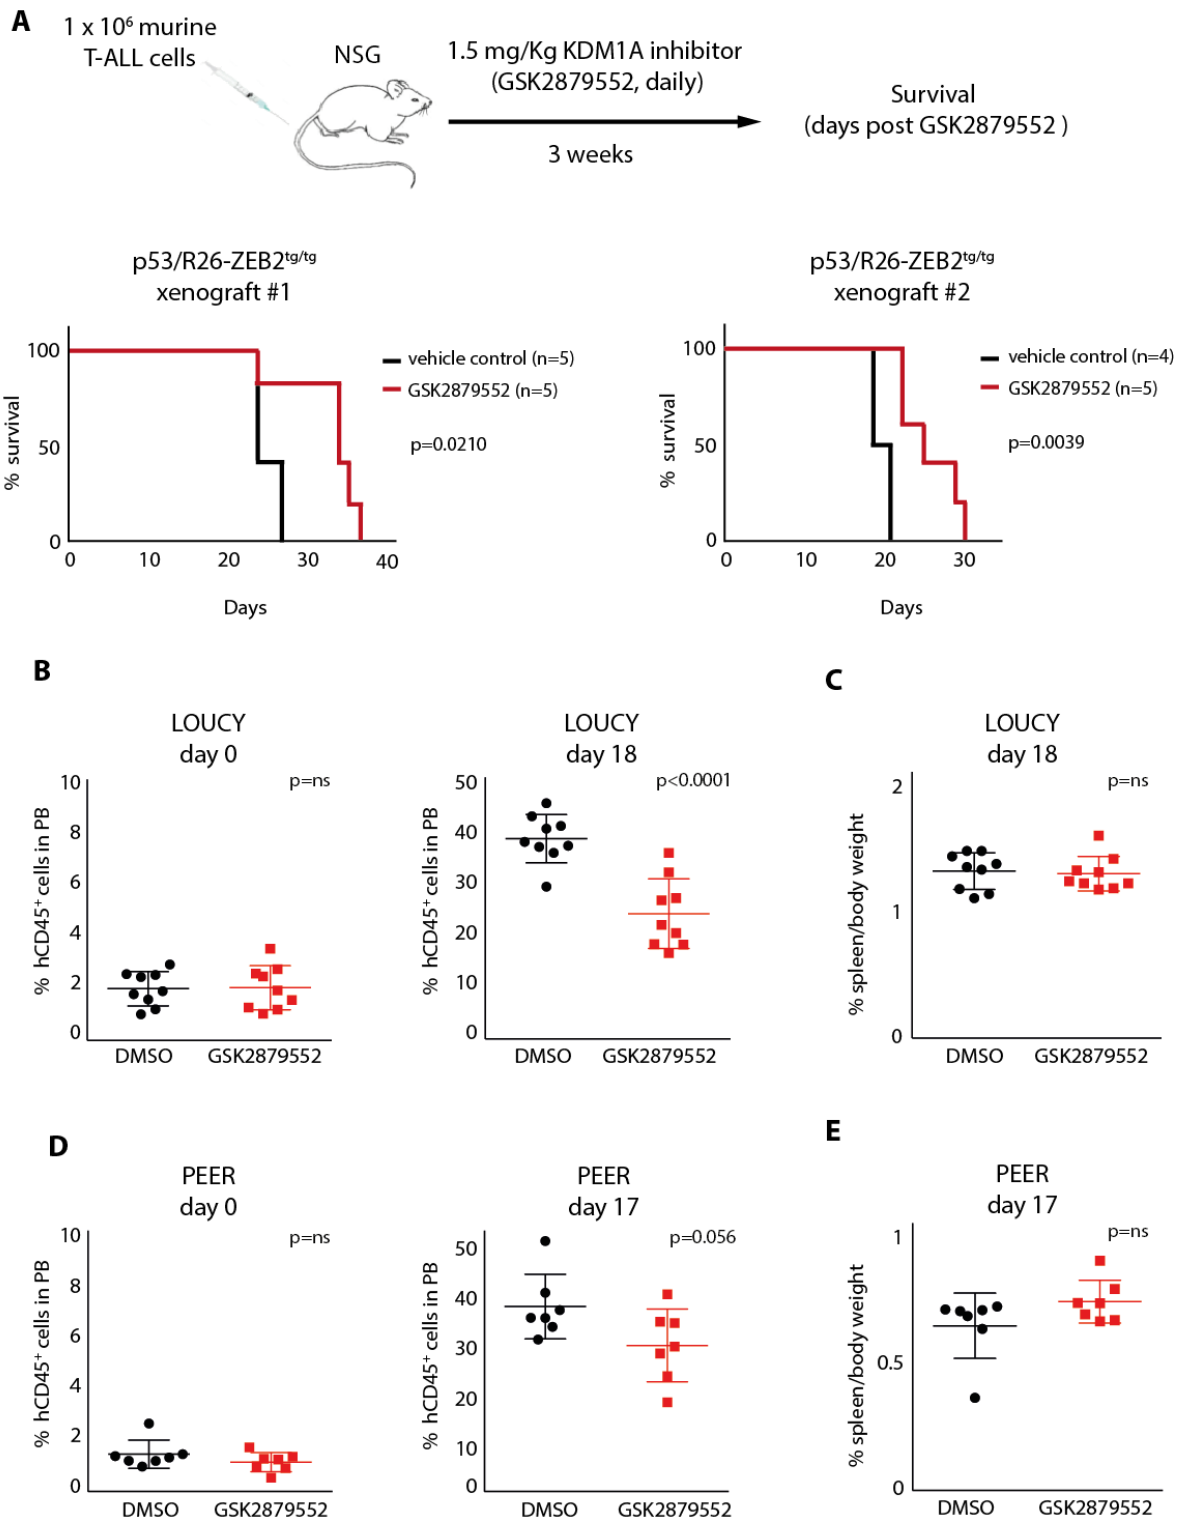 A
1 x 10⁶ murine
T-ALL cells
NSG
1.5 mg/Kg KDM1A inhibitor
(GSK2879552, daily)
3 weeks
Survival
(days post GSK2879552 )
p53/R26-ZEB2ᵗᵍ/ᵗᵍ
xenograft #1
% survival
100
50
0
0 10 20 30 40
Days
vehicle control (n=5)
GSK2879552 (n=5)
p=0.0210
p53/R26-ZEB2ᵗᵍ/ᵗᵍ
xenograft #2
% survival
100
50
0
0 10 20 30
Days
vehicle control (n=4)
GSK2879552 (n=5)
p=0.0039
B
LOUCY
day 0
p=ns
% hCD45⁺ cells in PB
10
8
6
4
2
0
DMSO GSK2879552
LOUCY
day 18
p<0.0001
% hCD45⁺ cells in PB
50
40
30
20
10
0
DMSO GSK2879552
C
LOUCY
day 18
p=ns
% spleen/body weight
2
1
0
DMSO GSK2879552
D
PEER
day 0
p=ns
% hCD45⁺ cells in PB
10
8
6
4
2
0
DMSO GSK2879552
PEER
day 17
p=0.056
% hCD45⁺ cells in PB
50
40
30
20
10
0
DMSO GSK2879552
E
PEER
day 17
p=ns
% spleen/body weight
1
0.5
0
DMSO GSK2879552